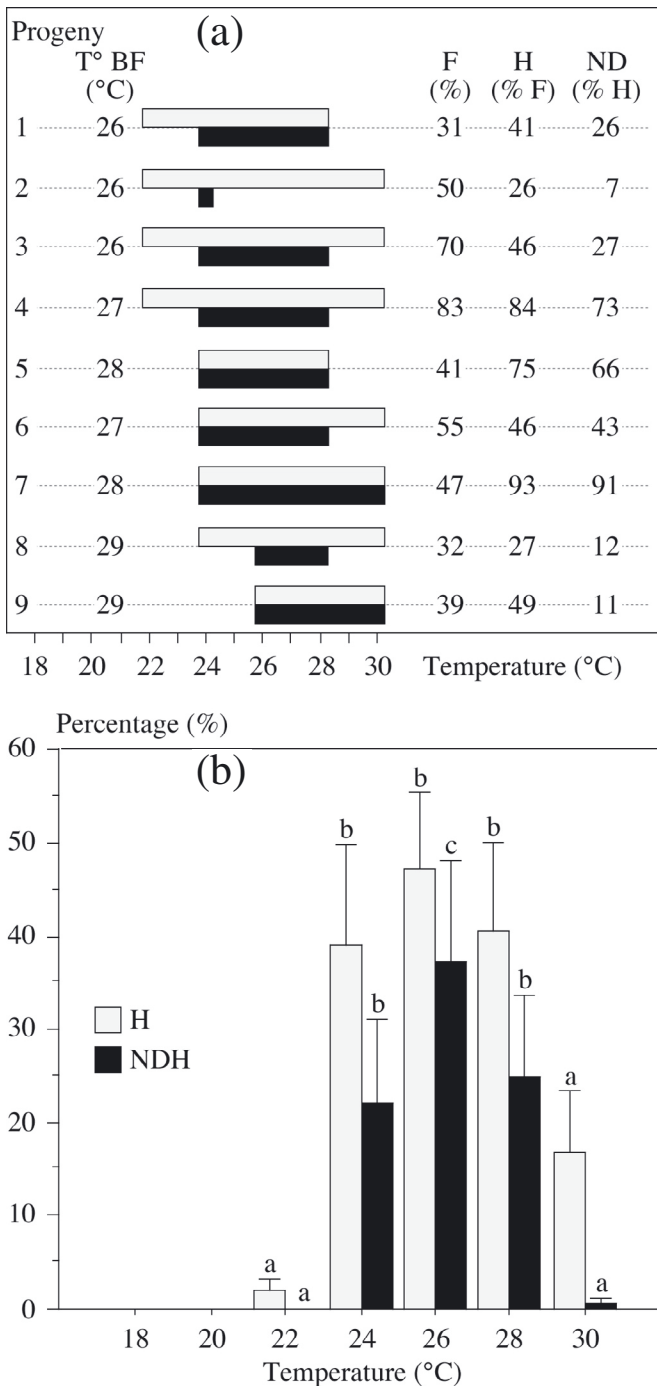 Progeny
(a)
T° BF F H ND
(°C) (%) (% F) (% H)
1 26 31 41 26
2 26 50 26 7
3 26 70 46 27
4 27 83 84 73
5 28 41 75 66
6 27 55 46 43
7 28 47 93 91
8 29 32 27 12
9 29 39 49 11
18 20 22 24 26 28 30 Temperature (°C)
Percentage (%)
(b)
60
50
40
30
20
10
0
b b b
c
b b
a
a a a
H
NDH
18 20 22 24 26 28 30
Temperature (°C)